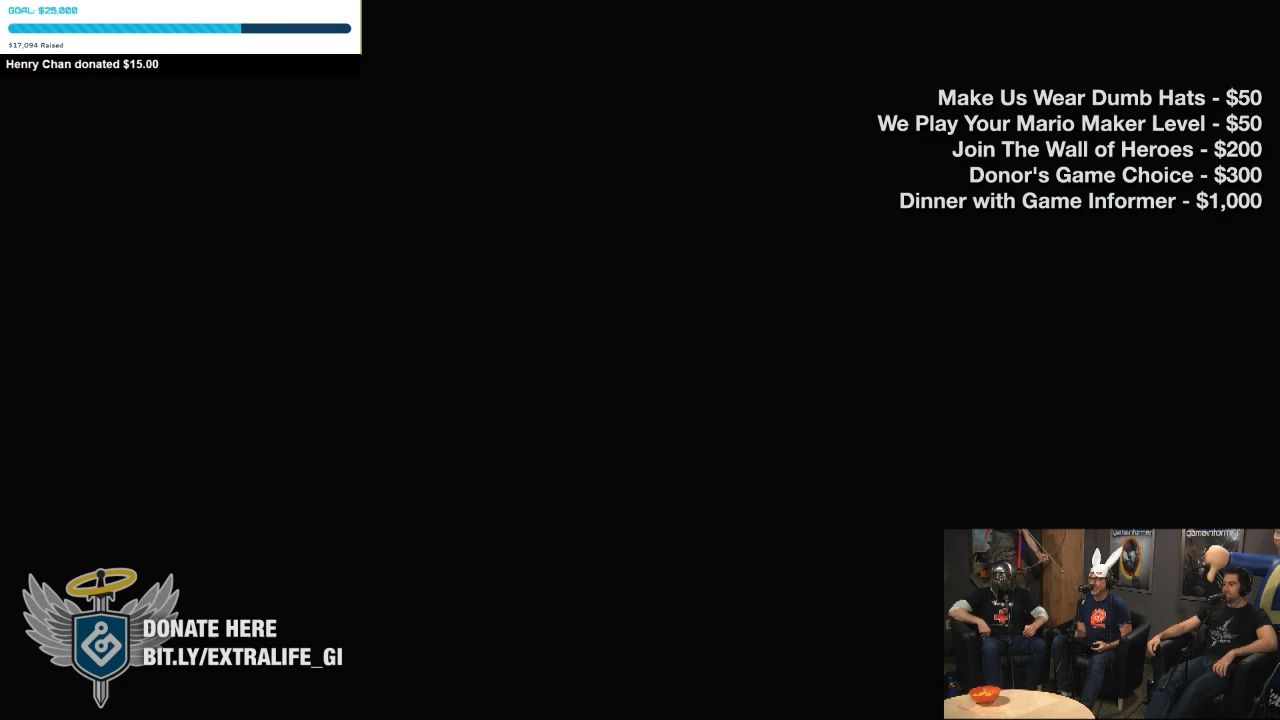 GOAL: $25,000
$17,094 Raised
Henry Chan donated $15.00
Make Us Wear Dumb Hats - $50
We Play Your Mario Maker Level - $50
Join The Wall of Heroes - $200
Donor's Game Choice - $300
Dinner with Game Informer - $1,000
gameinformer
gameinformer
DONATE HERE
BIT.LY/EXTRALIFE_GI